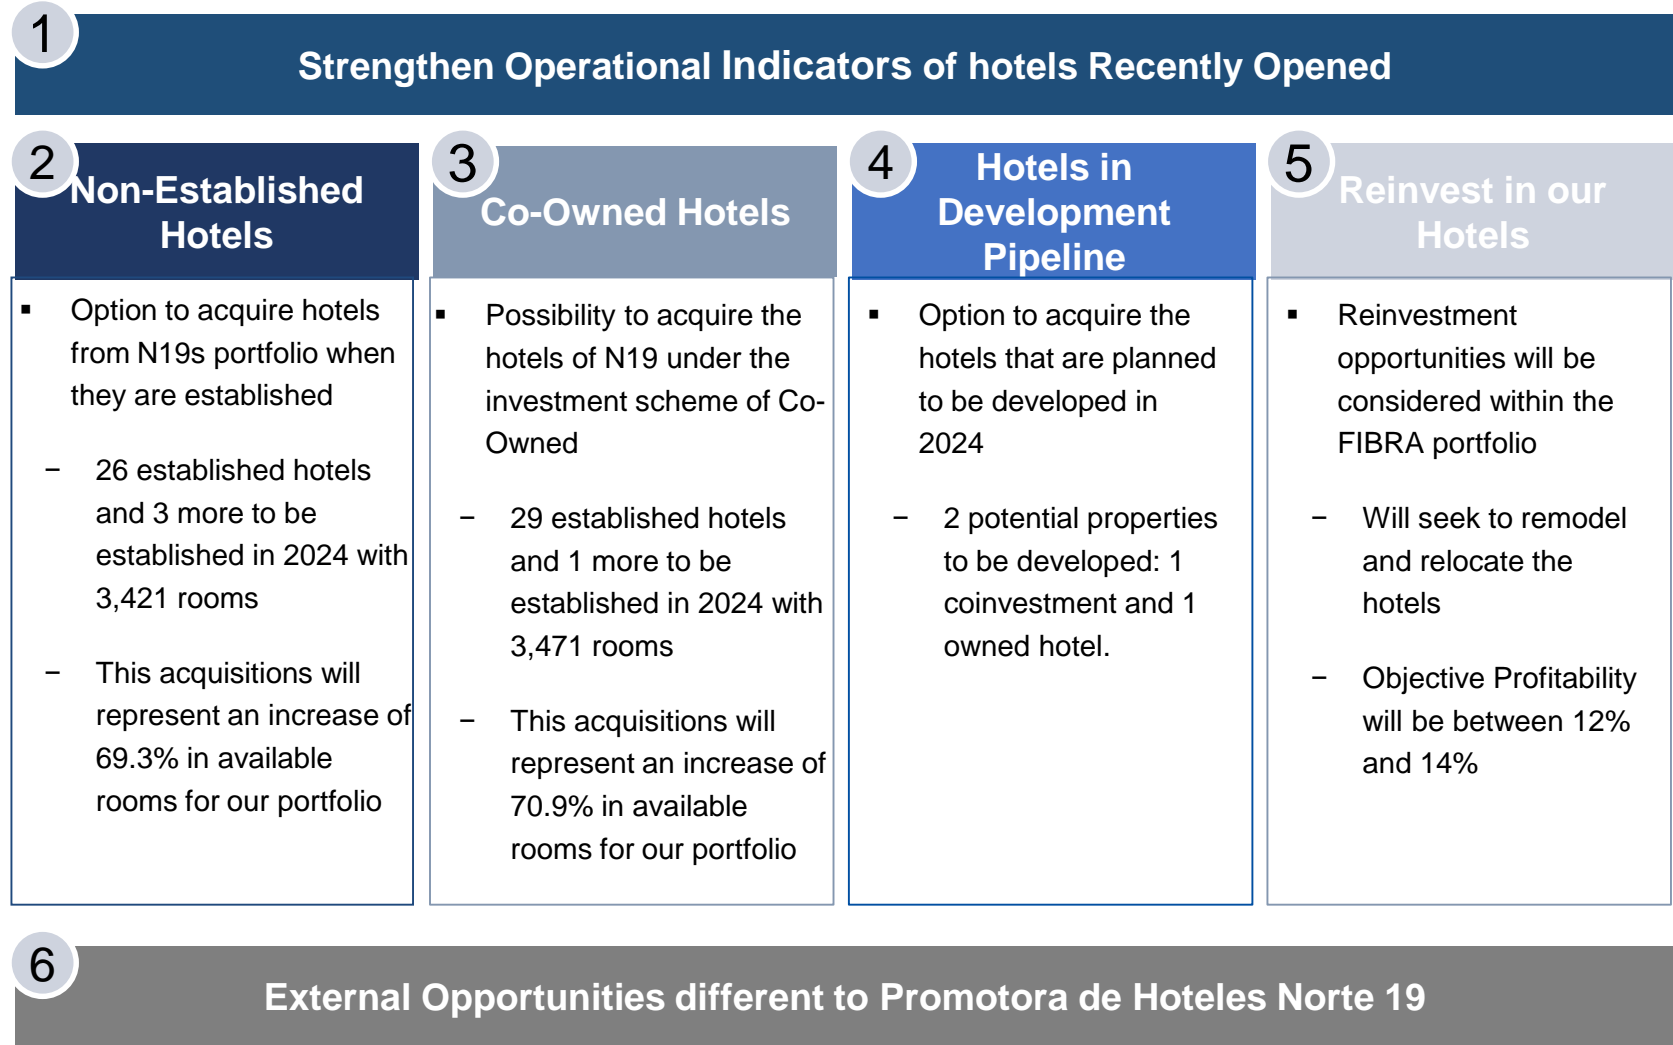 1
Strengthen Operational Indicators of hotels Recently Opened
2
Non-Established
Hotels
▪ Option to acquire hotels
from N19s portfolio when
they are established
− 26 established hotels
and 3 more to be
established in 2024 with
3,421 rooms
− This acquisitions will
represent an increase of
69.3% in available
rooms for our portfolio
3
Co-Owned Hotels
▪ Possibility to acquire the
hotels of N19 under the
investment scheme of Co-
Owned
− 29 established hotels
and 1 more to be
established in 2024 with
3,471 rooms
− This acquisitions will
represent an increase of
70.9% in available
rooms for our portfolio
4
Hotels in
Development
Pipeline
▪ Option to acquire the
hotels that are planned
to be developed in
2024
− 2 potential properties
to be developed: 1
coinvestment and 1
owned hotel.
5
Reinvest in our
Hotels
▪ Reinvestment
opportunities will be
considered within the
FIBRA portfolio
− Will seek to remodel
and relocate the
hotels
− Objective Profitability
will be between 12%
and 14%
6
External Opportunities different to Promotora de Hoteles Norte 19